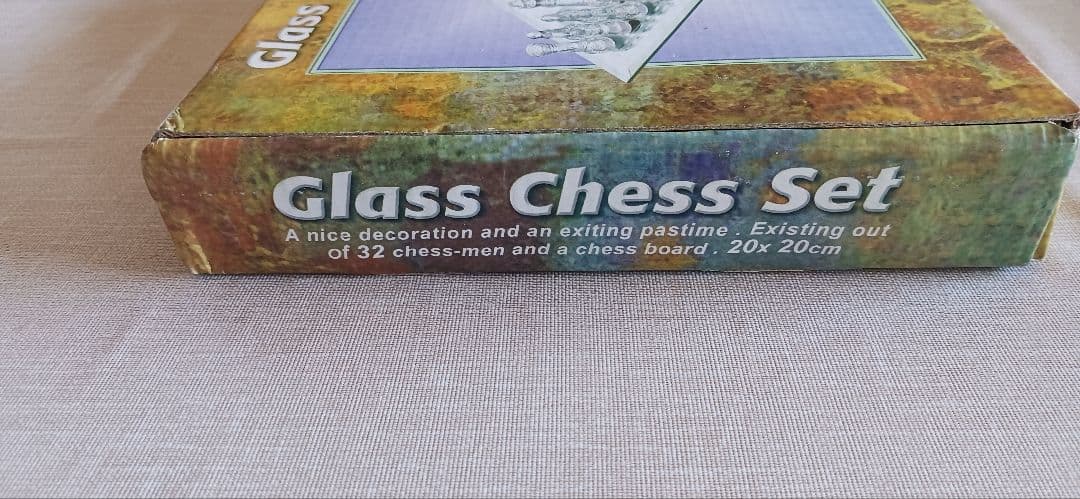 Glass
Glass Chess Set
A nice decoration and an exiting pastime . Existing out
of 32 chess-men and a chess board . 20x 20cm